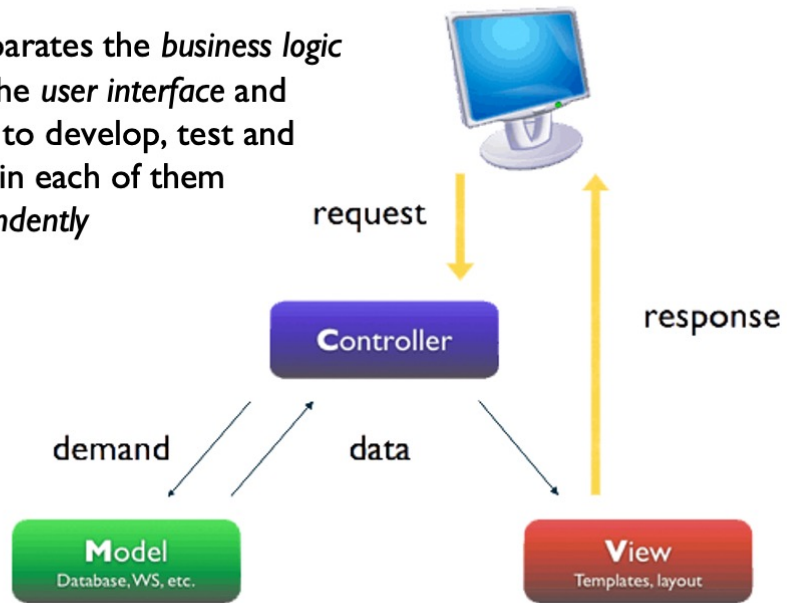 parates the business logic
he user interface and
to develop, test and
in each of them
ndently
request
response
Controller
demand
data
Model
Database, WS, etc.
View
Templates, layout